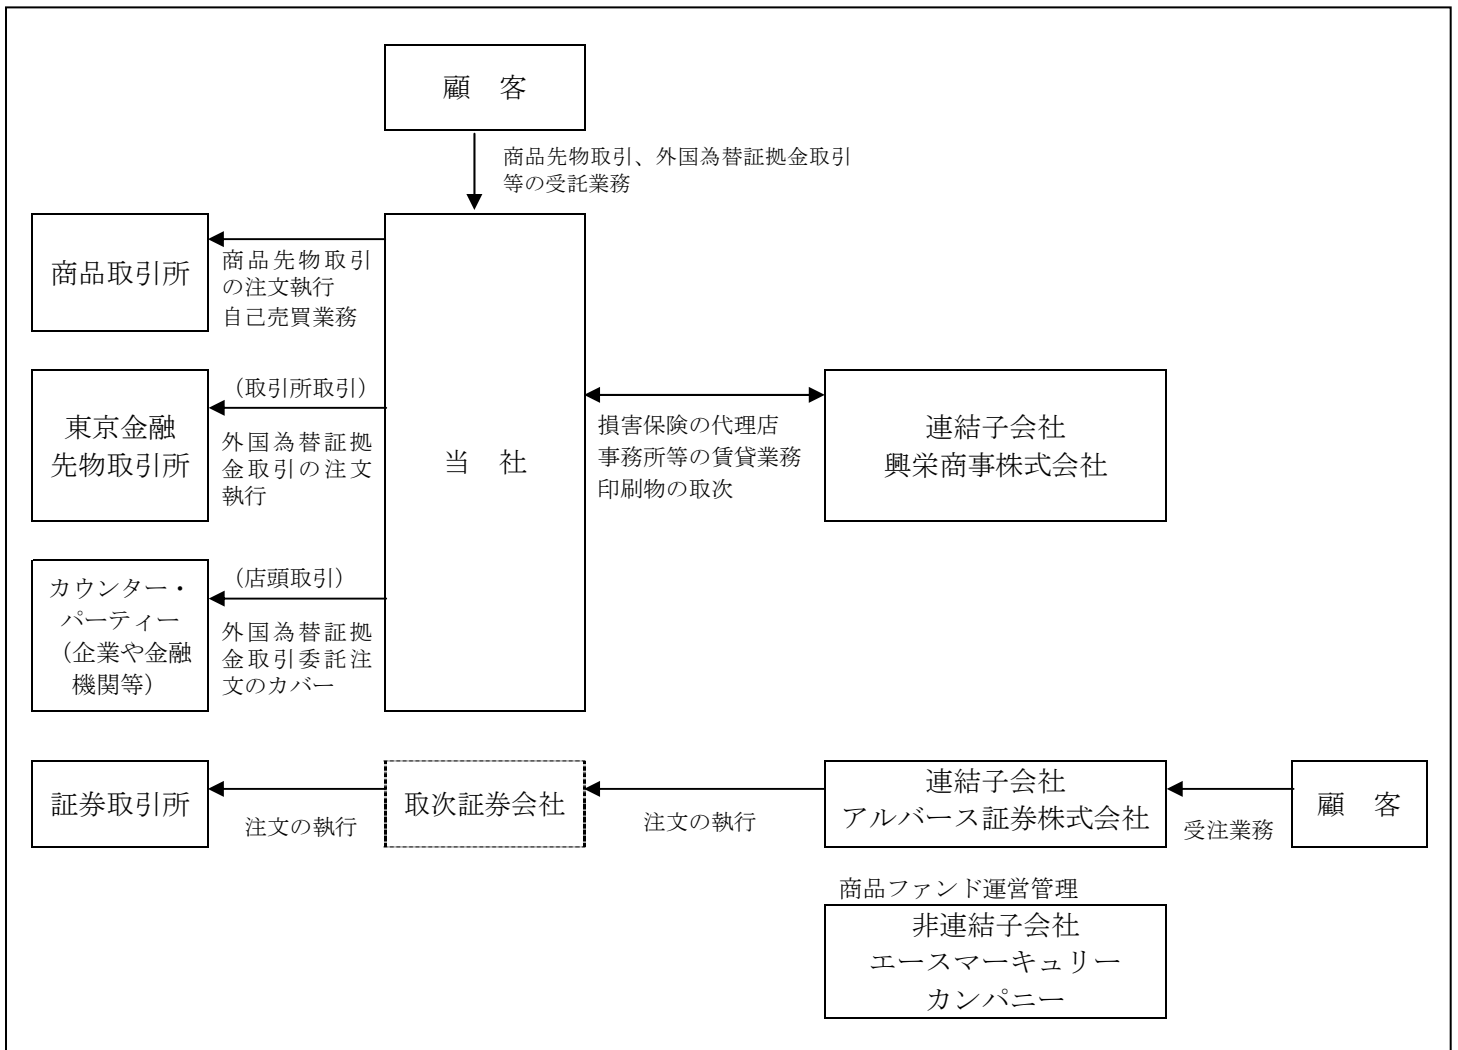 顧　客
商品先物取引、外国為替証拠金取引
等の受託業務
商品取引所
商品先物取引
の注文執行
自己売買業務
東京金融
先物取引所
（取引所取引）
外国為替証拠
金取引の注文
執行
当　社
損害保険の代理店
事務所等の賃貸業務
印刷物の取次
連結子会社
興栄商事株式会社
カウンター・
パーティー
（企業や金融
機関等）
（店頭取引）
外国為替証拠
金取引委託注
文のカバー
証券取引所
注文の執行
取次証券会社
注文の執行
連結子会社
アルバース証券株式会社
受注業務
顧　客
商品ファンド運営管理
非連結子会社
エースマーキュリー
カンパニー